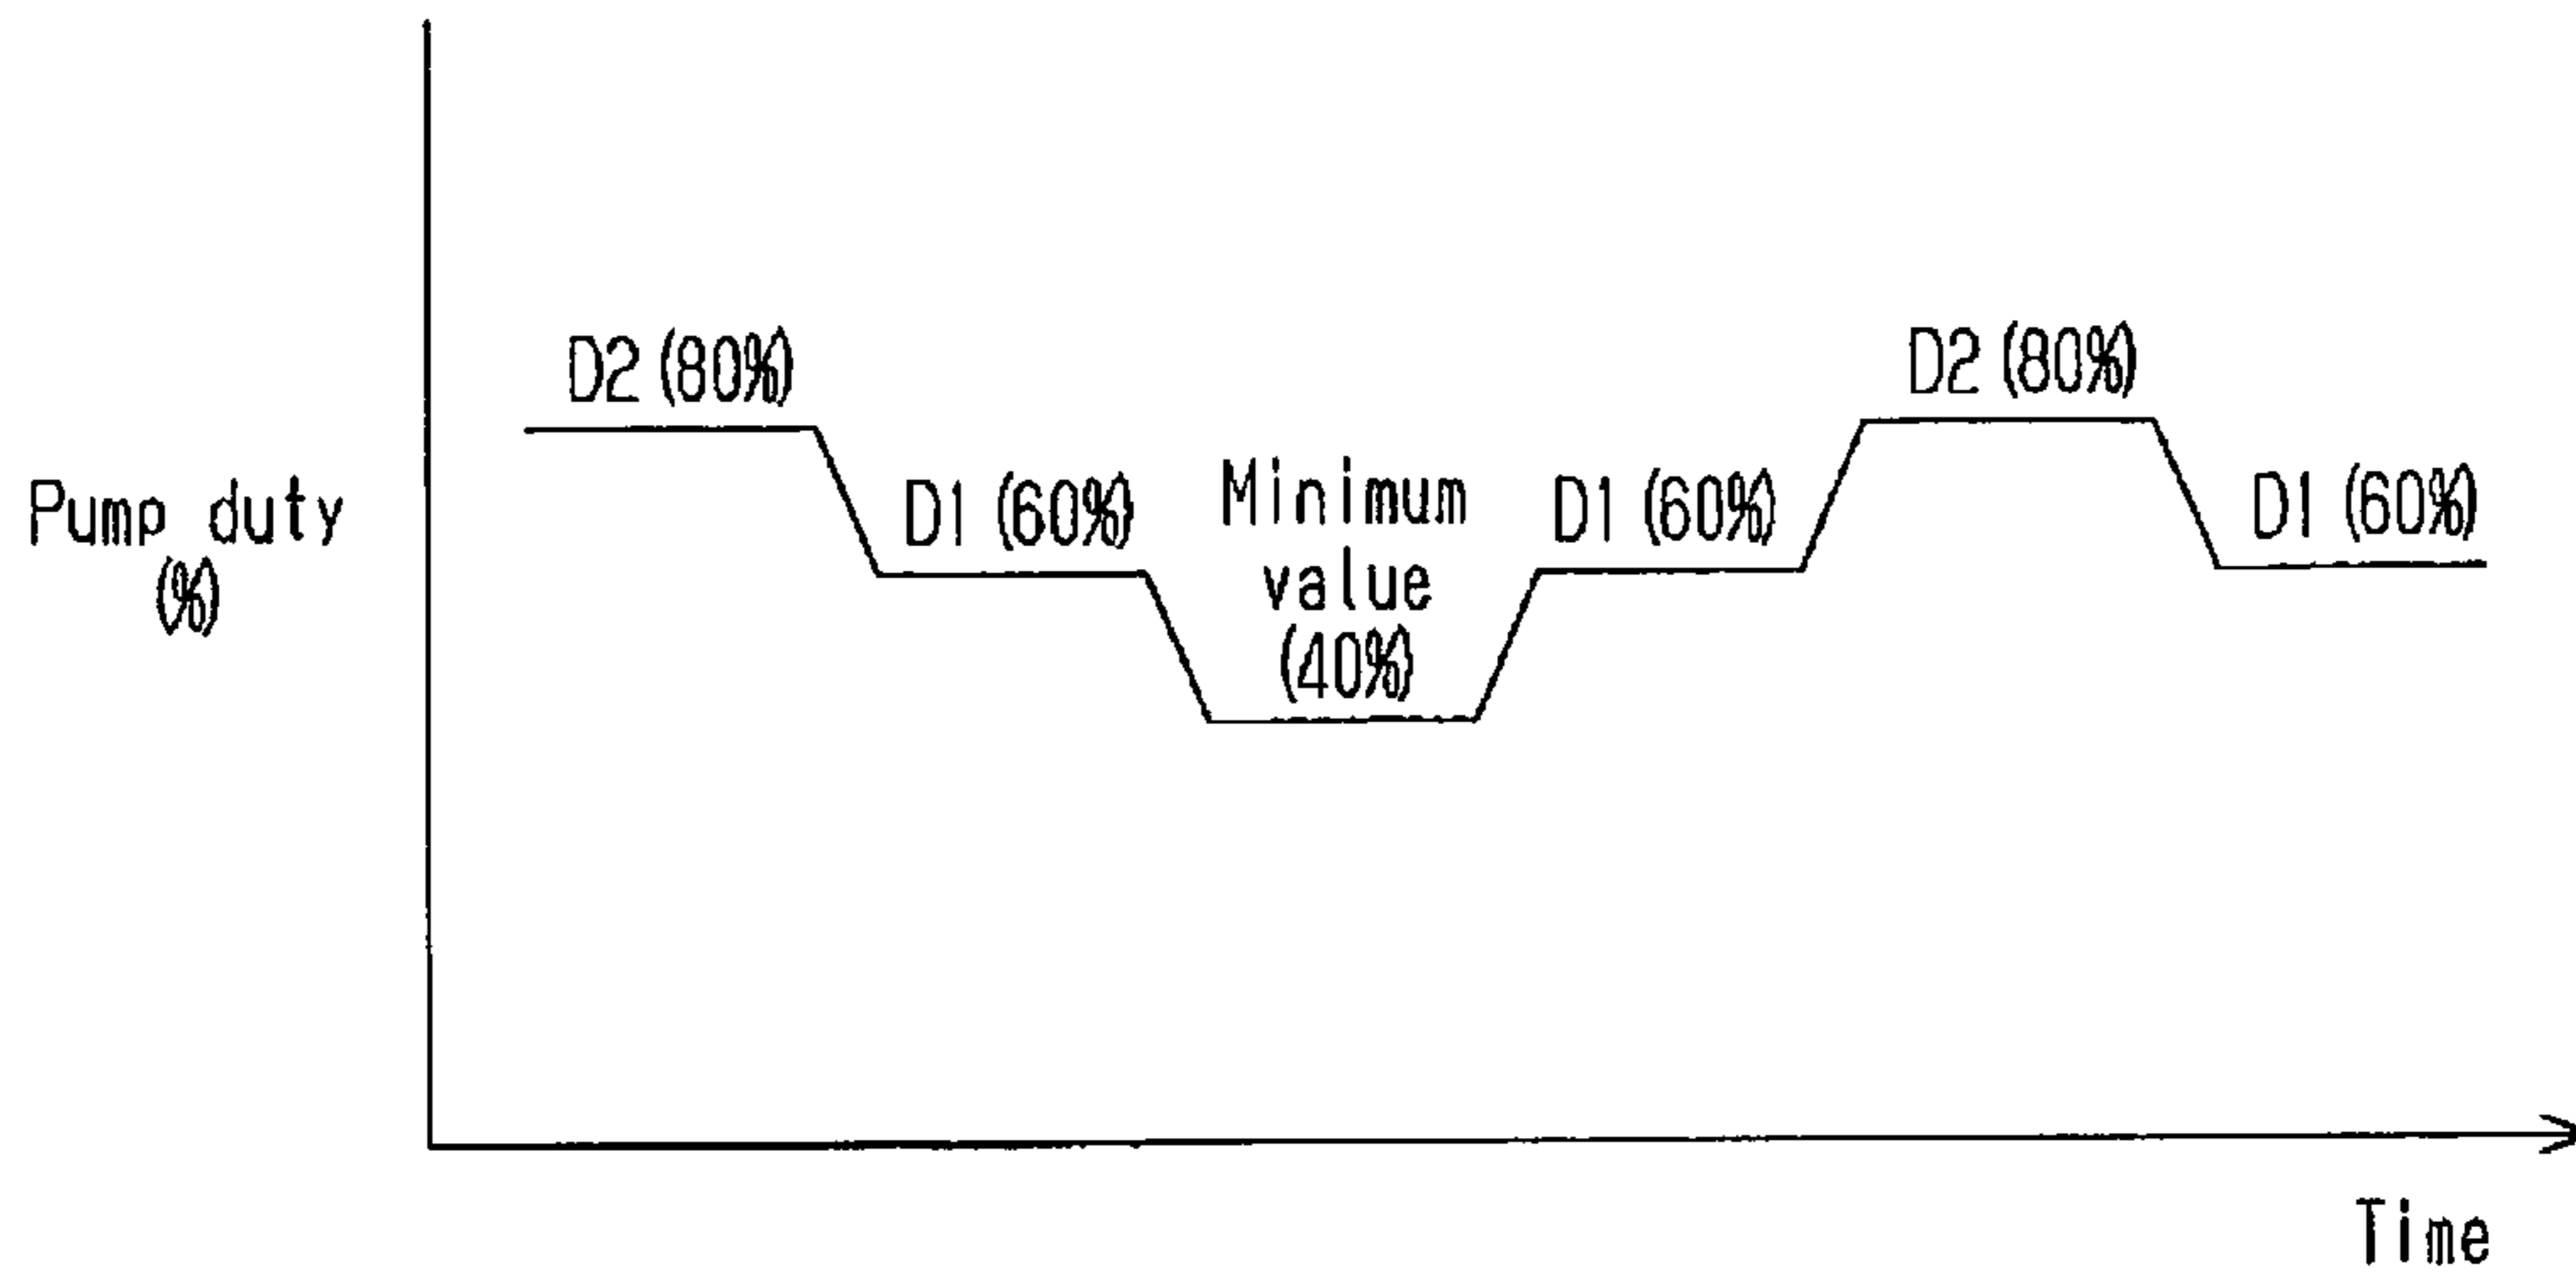 D2 (80%)
D2 (80%)
Pump duty
(%)
D1 (60%)
Minimum
value
(40%)
D1 (60%)
D1 (60%)
Time